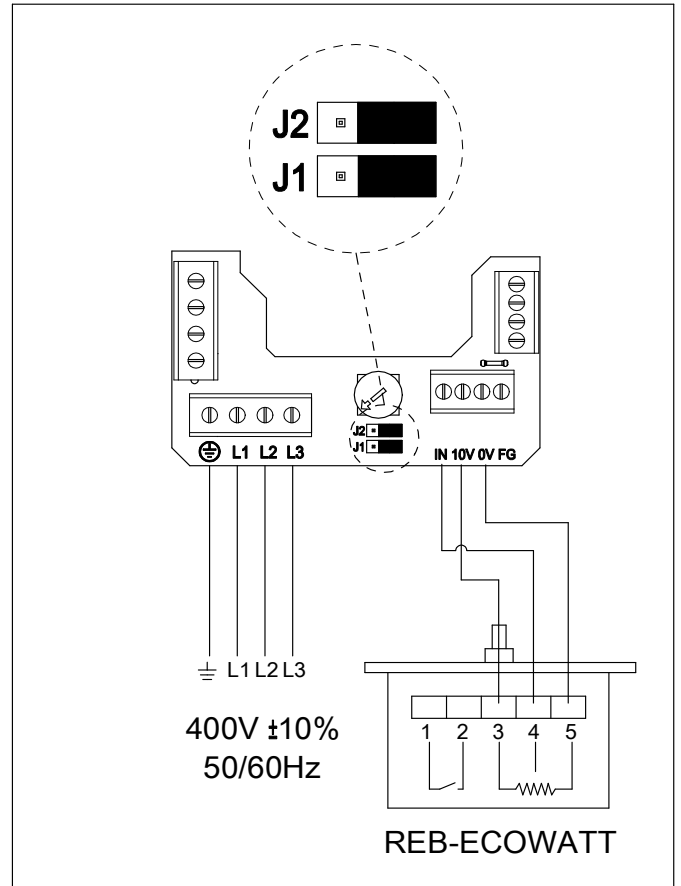 J2
J1
J2
J1
L1 L2 L3
IN 10V 0V FG
L1 L2 L3
400V ±10%
50/60Hz
1 2 3 4 5
REB-ECOWATT